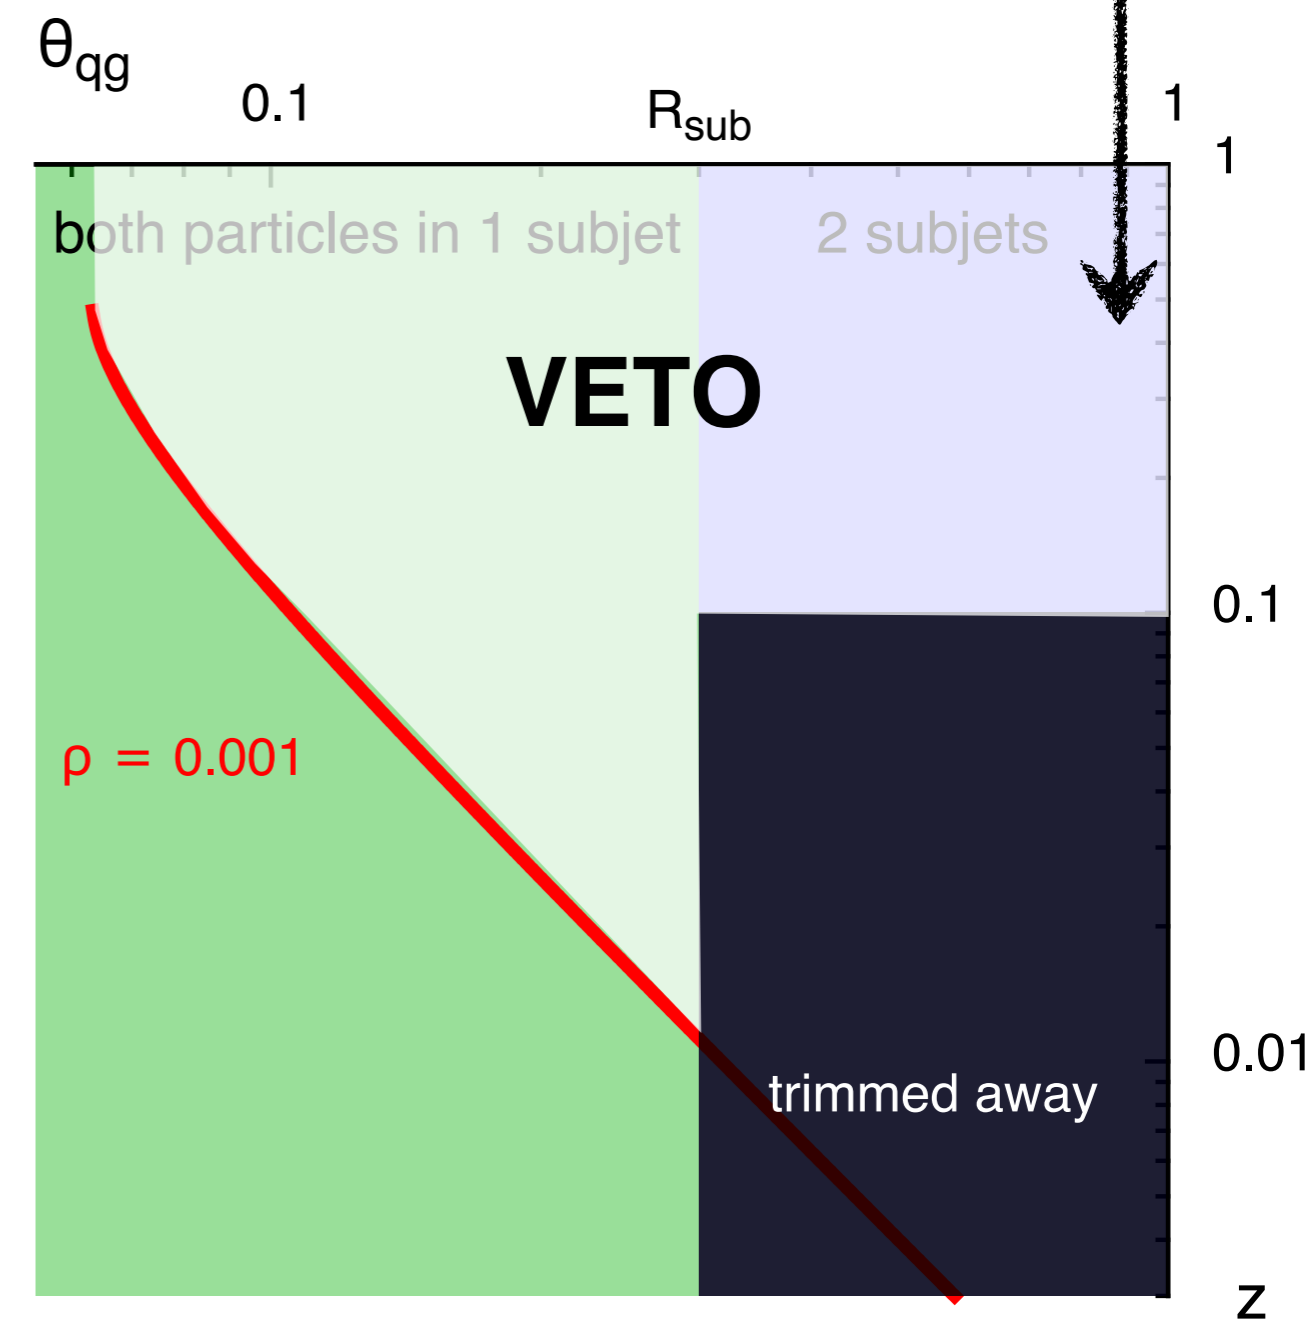 θqg
0.1
Rsub
1
1
both particles in 1 subjet
2 subjets
VETO
0.1
ρ = 0.001
0.01
trimmed away
z